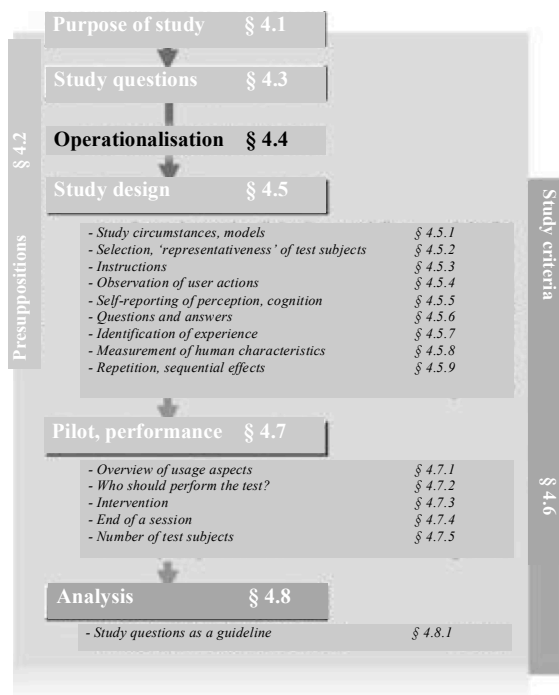 Purpose of study § 4.1
Study questions § 4.3
Operationalisation § 4.4
Study design § 4.5
- Study circumstances, models § 4.5.1
- Selection, ‘representativeness’ of test subjects § 4.5.2
- Instructions § 4.5.3
- Observation of user actions § 4.5.4
- Self-reporting of perception, cognition § 4.5.5
- Questions and answers § 4.5.6
- Identification of experience § 4.5.7
- Measurement of human characteristics § 4.5.8
- Repetition, sequential effects § 4.5.9
Pilot, performance § 4.7
- Overview of usage aspects § 4.7.1
- Who should perform the test? § 4.7.2
- Intervention § 4.7.3
- End of a session § 4.7.4
- Number of test subjects § 4.7.5
Analysis § 4.8
- Study questions as a guideline § 4.8.1
Presuppositions § 4.2
Study criteria § 4.6